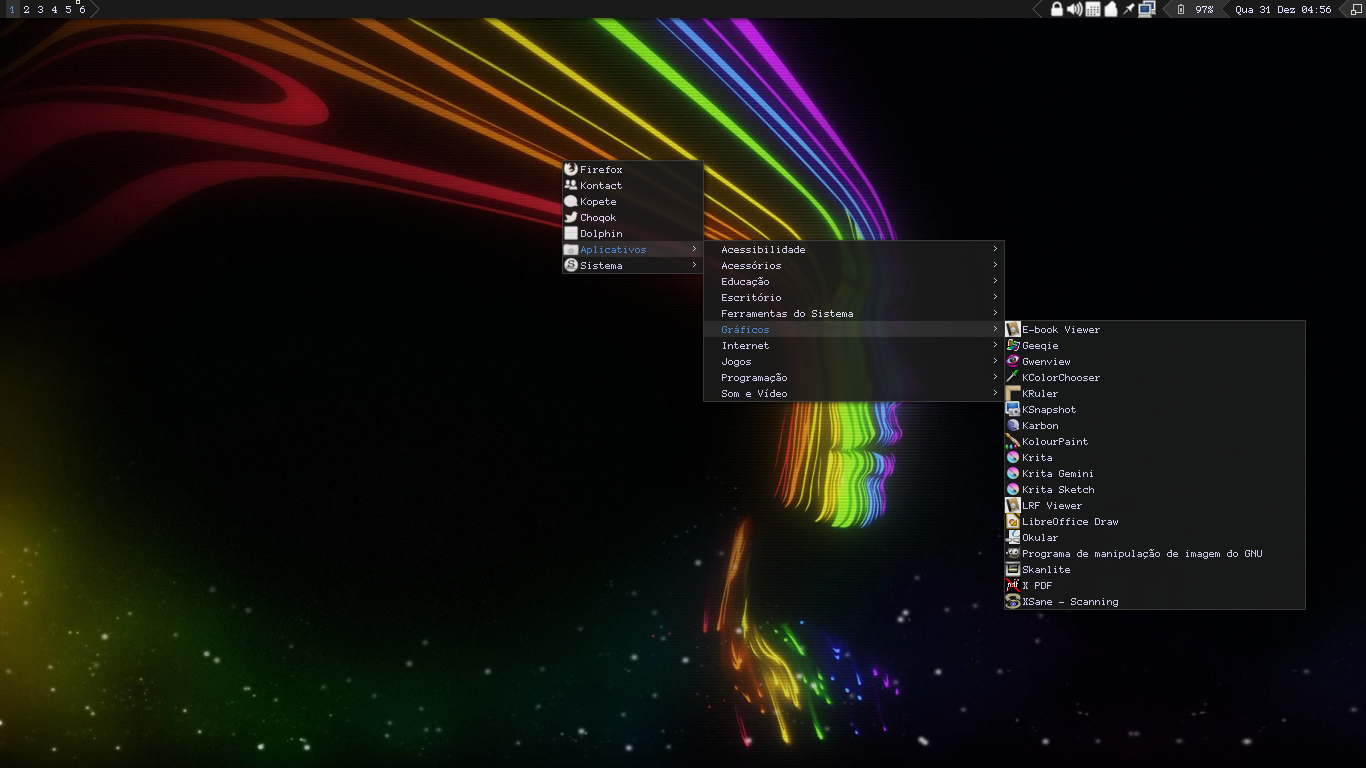 1 2 3 4 5 6
97%
Qua 31 Dez 04:56
Firefox
Kontact
Kopete
Choqok
Dolphin
Aplicativos
Sistema
Acessibilidade
Acessórios
Educação
Escritório
Ferramentas do Sistema
Gráficos
Internet
Jogos
Programação
Som e Vídeo
E-book Viewer
Geeqie
Gwenview
KColorChooser
KRuler
KSnapshot
Karbon
KolourPaint
Krita
Krita Gemini
Krita Sketch
LRF Viewer
LibreOffice Draw
Okular
Programa de manipulação de imagem do GNU
Skanlite
X PDF
XSane - Scanning